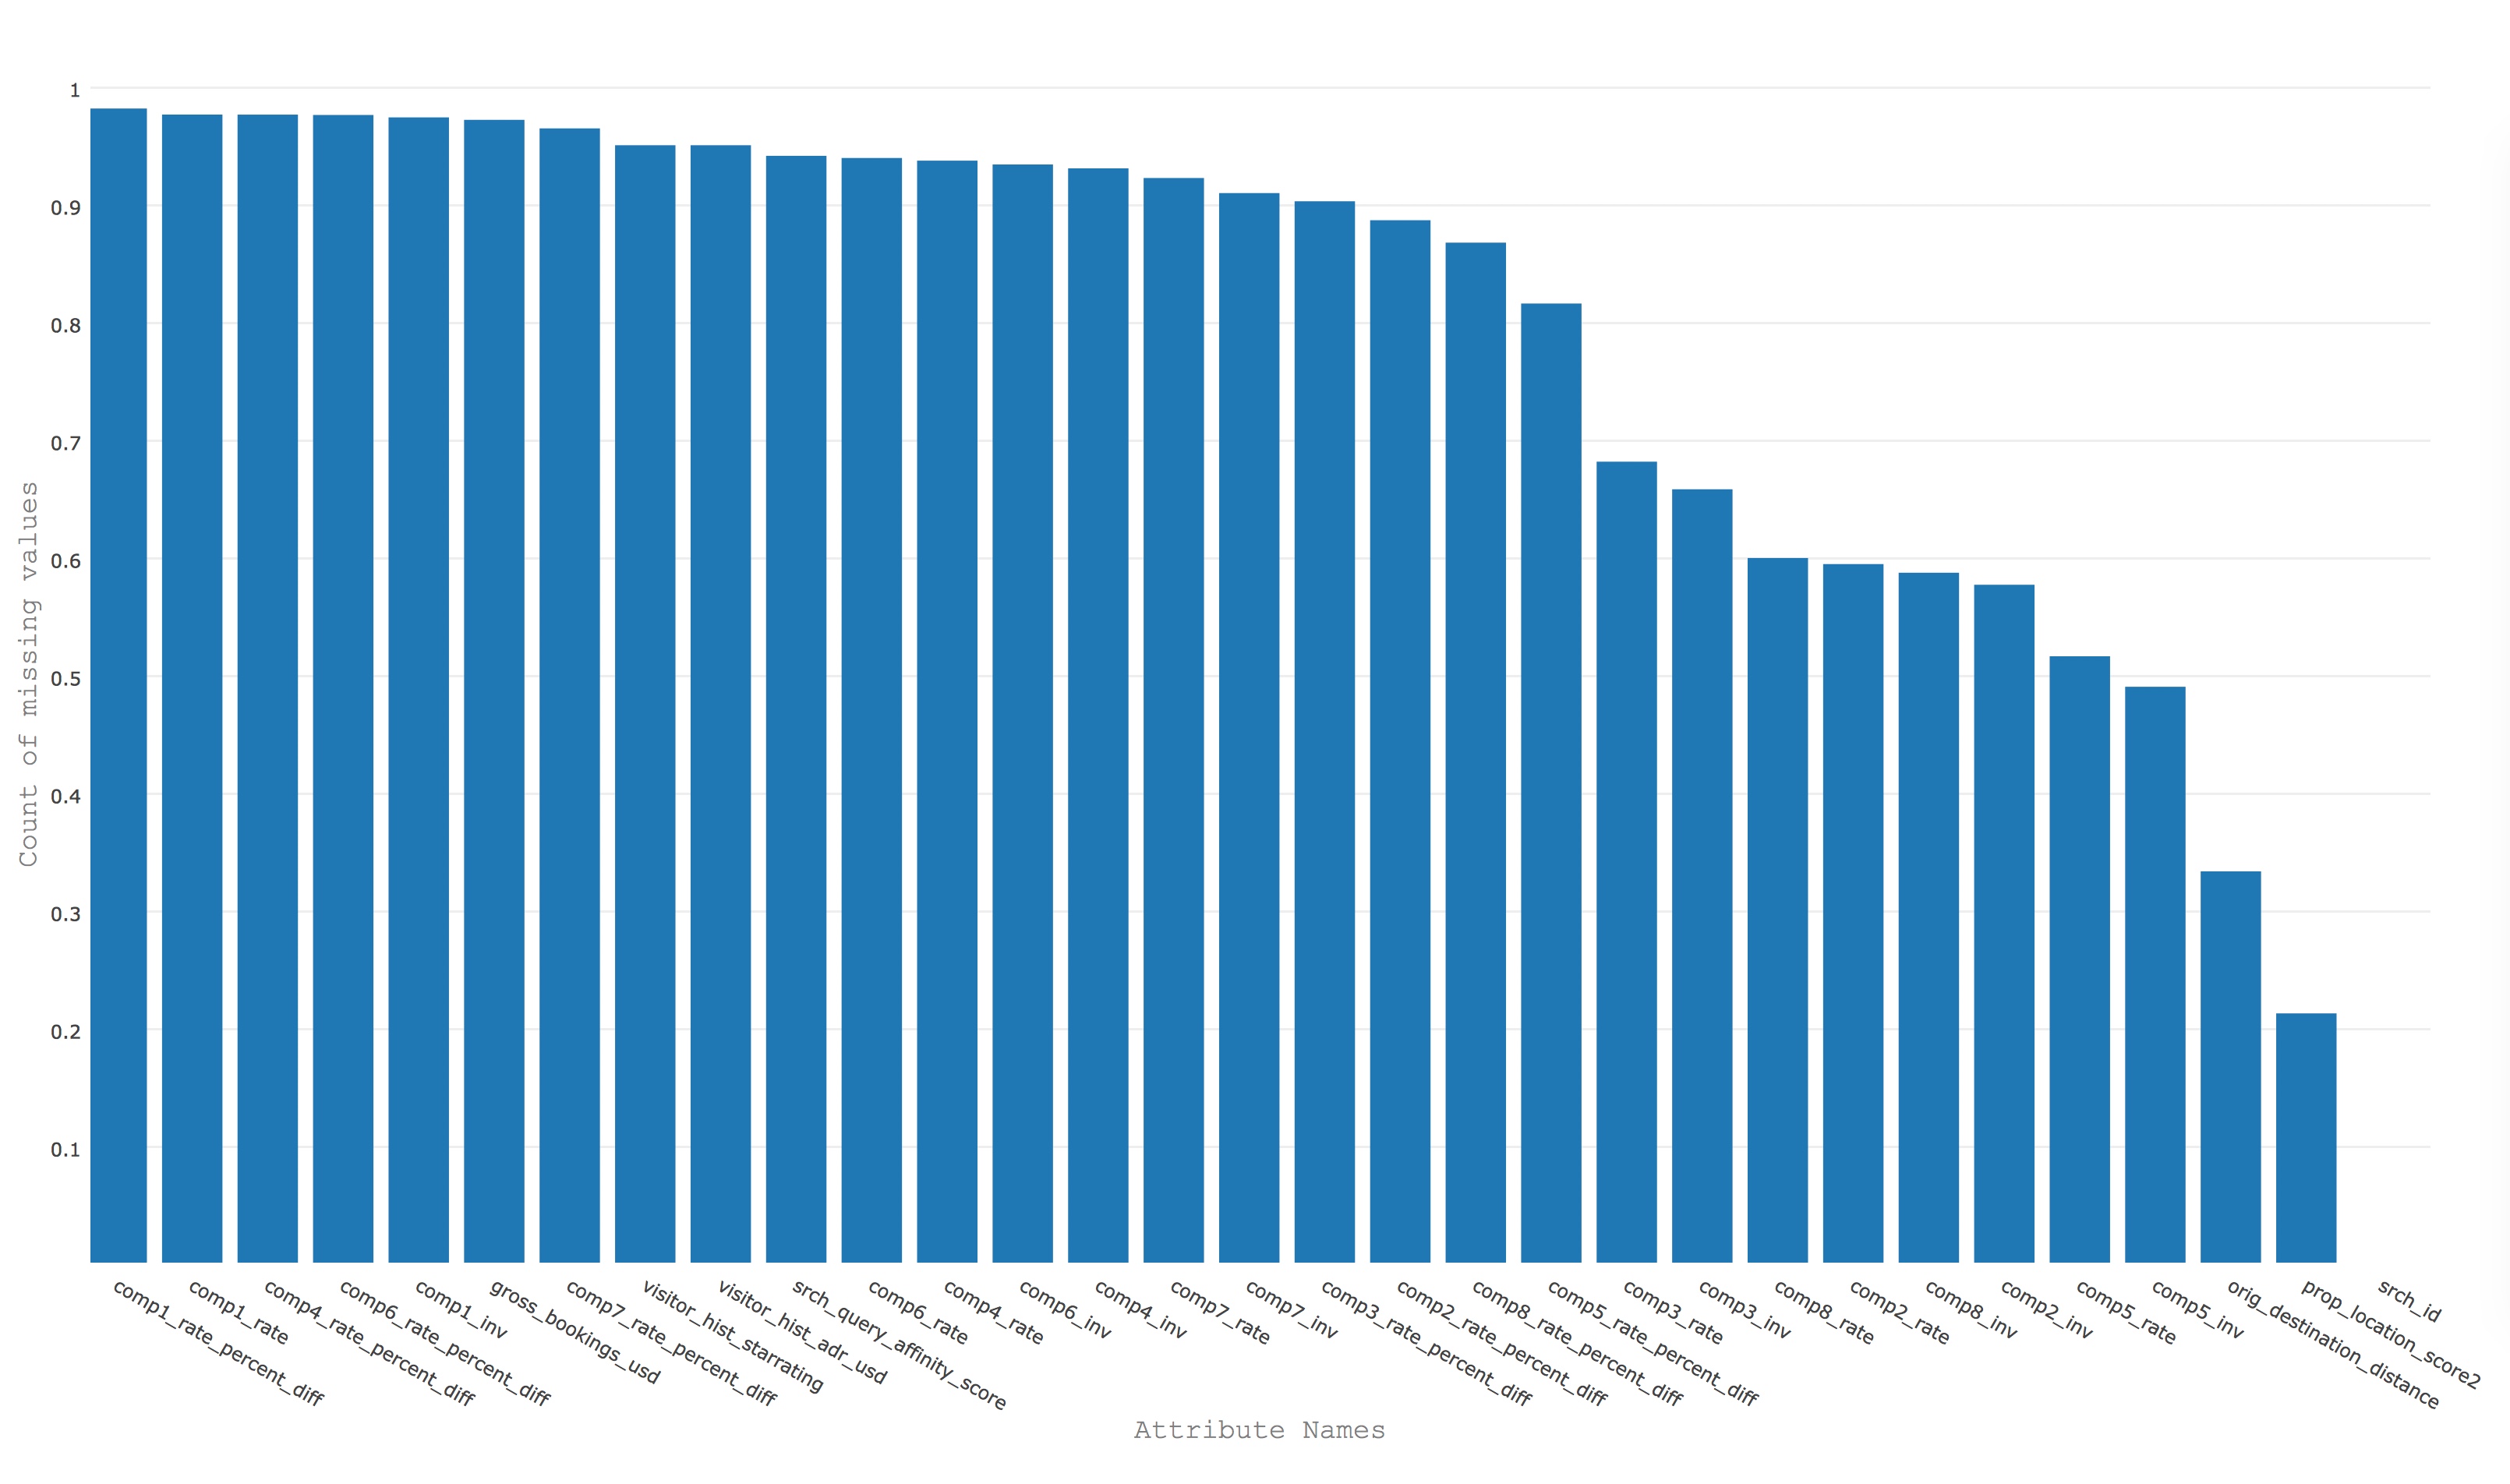 1
0.9
0.8
0.7
0.6
0.5
0.4
0.3
0.2
0.1
Count of missing values
comp1_rate_percent_diff
comp1_rate
comp4_rate_percent_diff
comp6_rate_percent_diff
comp1_inv
gross_bookings_usd
comp7_rate_percent_diff
visitor_hist_starrating
visitor_hist_adr_usd
srch_query_affinity_score
comp6_rate
comp4_rate
comp6_inv
comp4_inv
comp7_rate
comp7_inv
comp3_rate_percent_diff
comp2_rate_percent_diff
comp8_rate_percent_diff
comp5_rate_percent_diff
comp3_rate
comp3_inv
comp8_rate
comp2_rate
comp8_inv
comp2_inv
comp5_rate
comp5_inv
orig_destination_distance
prop_location_score2
srch_id
Attribute Names